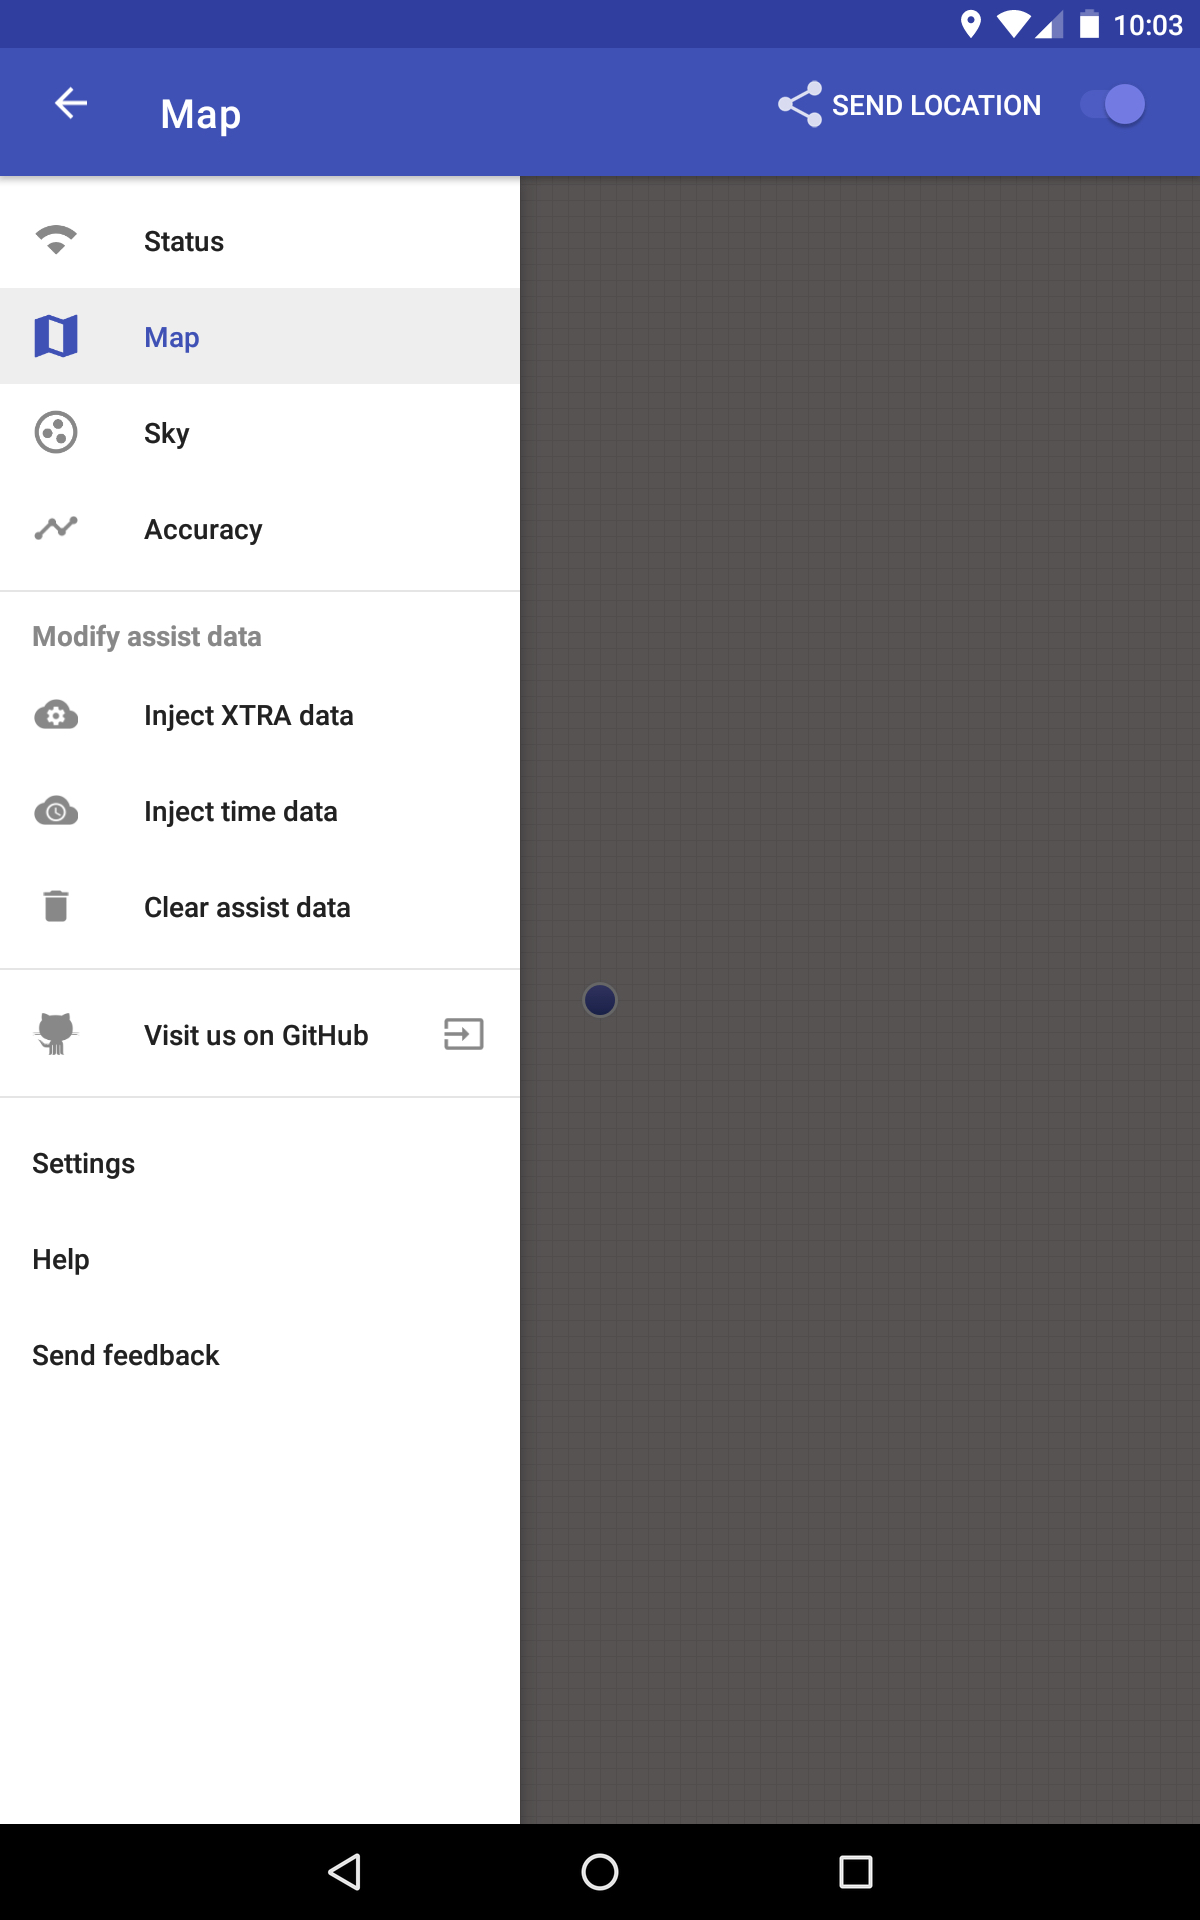 10:03
Map
SEND LOCATION
Status
Map
Sky
Accuracy
Modify assist data
Inject XTRA data
Inject time data
Clear assist data
Visit us on GitHub
Settings
Help
Send feedback